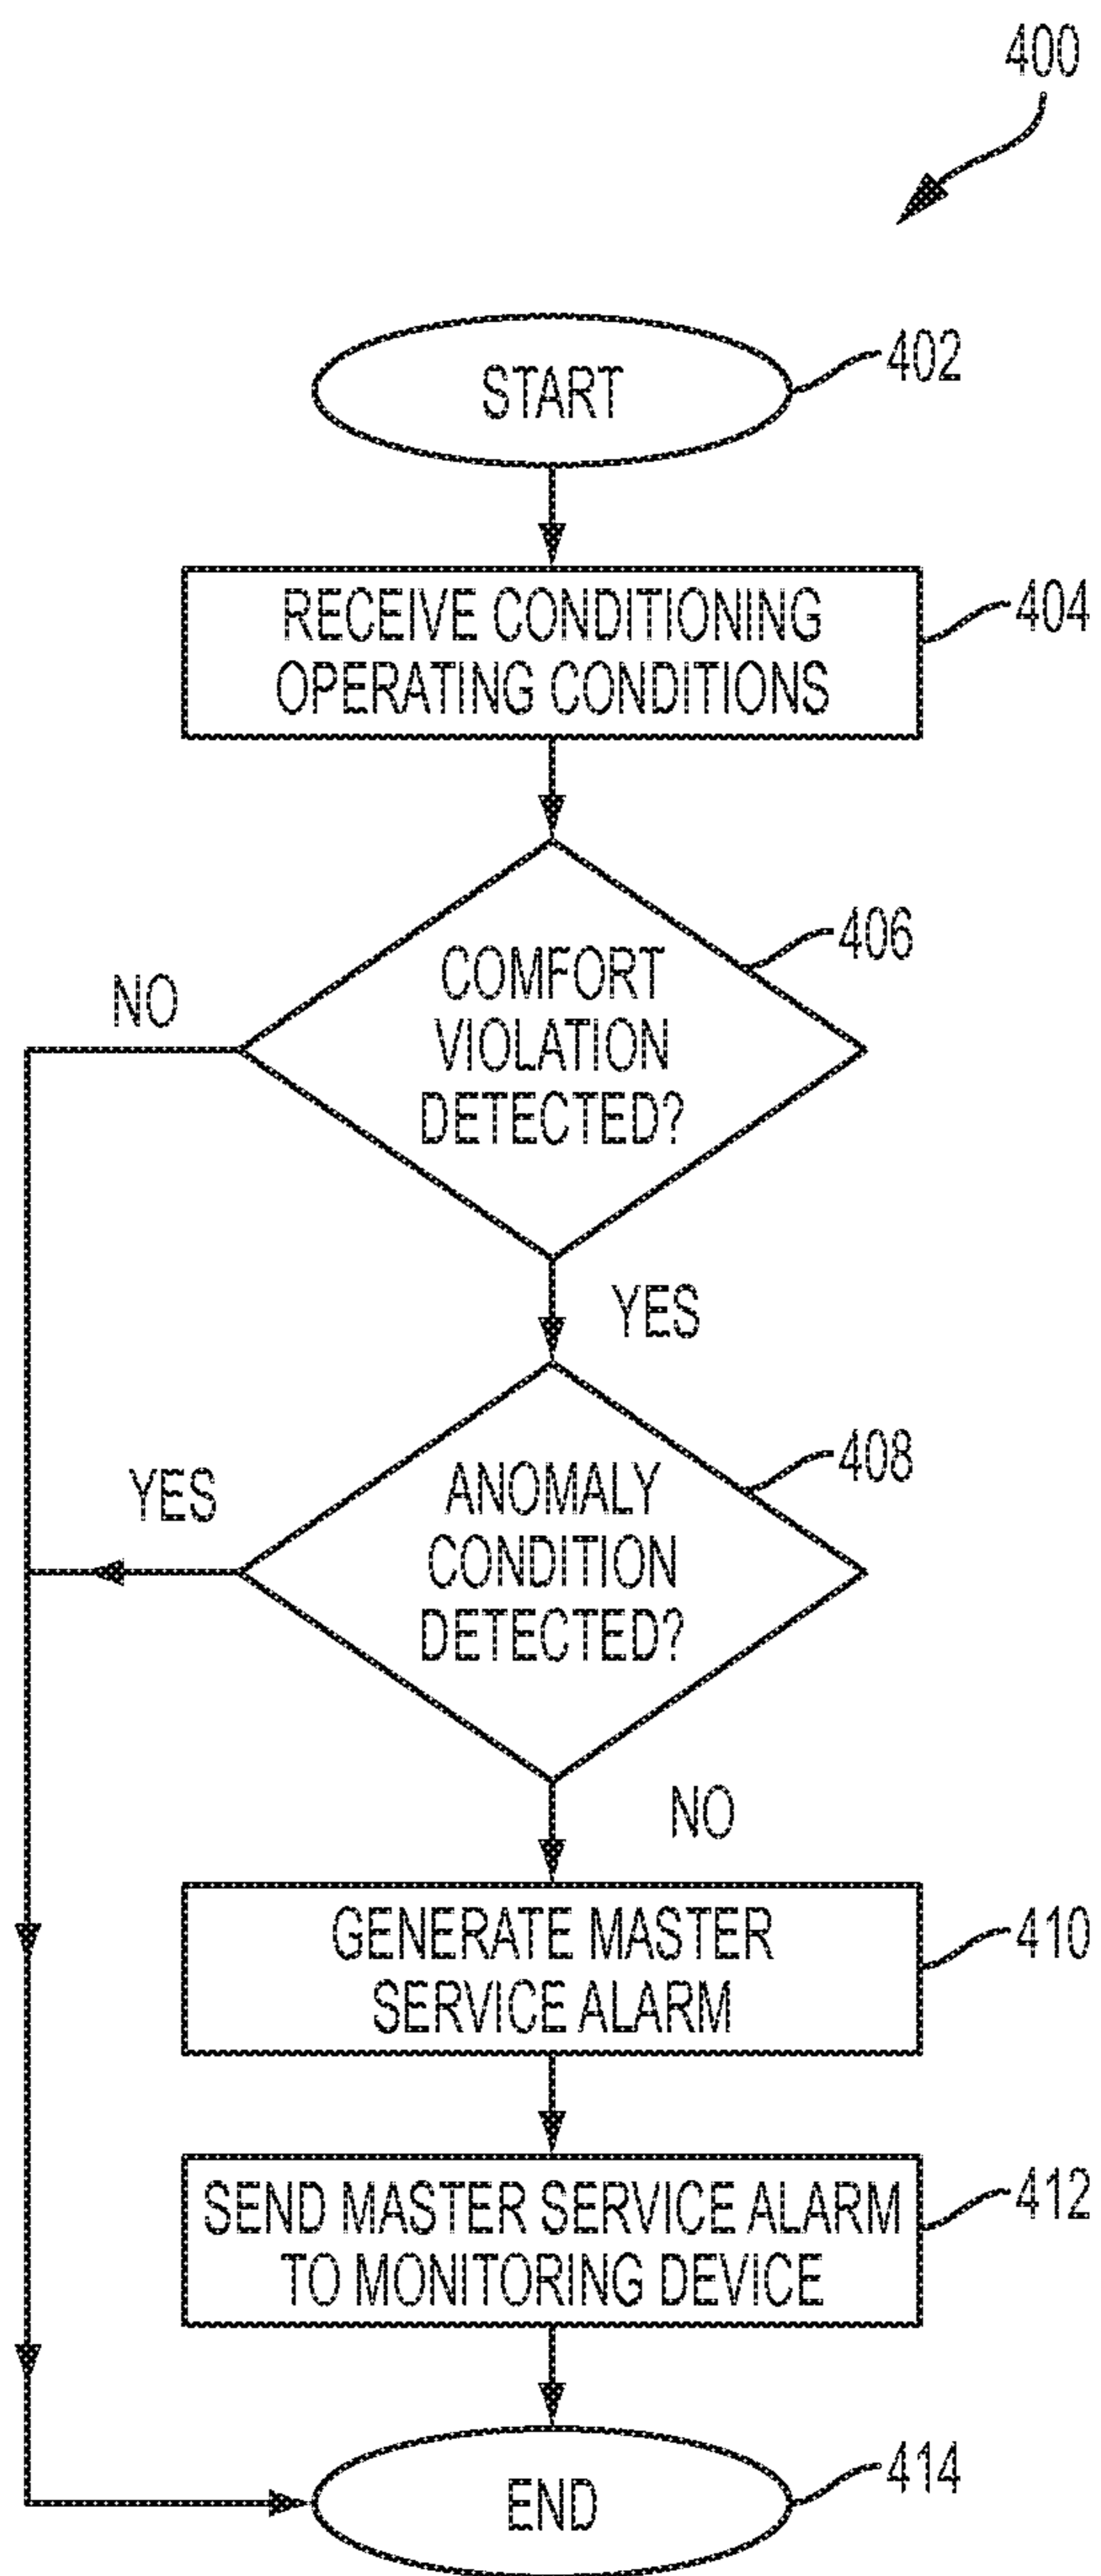 400
START
402
RECEIVE CONDITIONING
OPERATING CONDITIONS
404
COMFORT
VIOLATION
DETECTED?
406
NO
YES
ANOMALY
CONDITION
DETECTED?
408
YES
NO
GENERATE MASTER
SERVICE ALARM
410
SEND MASTER SERVICE ALARM
TO MONITORING DEVICE
412
END
414